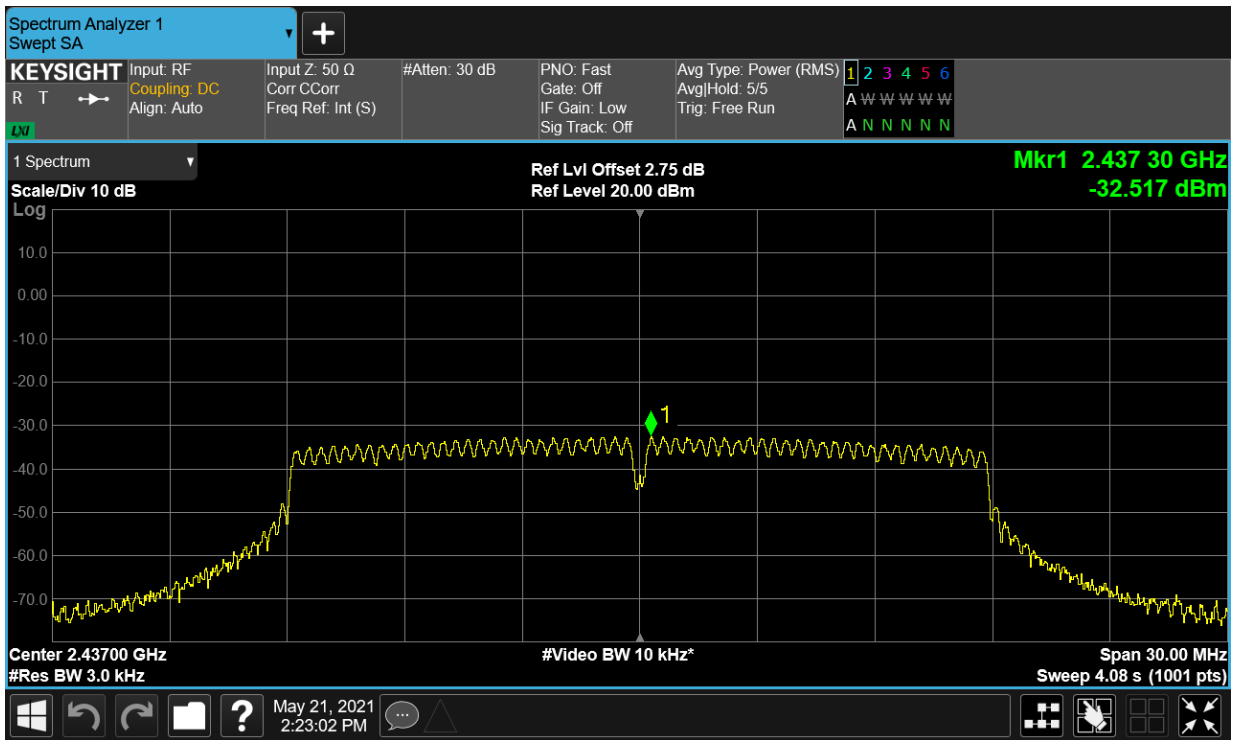 Spectrum Analyzer 1
Swept SA
+
KEYSIGHT
R T
LXI
Input: RF
Coupling: DC
Align: Auto
Input Z: 50 Ω
Corr CCorr
Freq Ref: Int (S)
#Atten: 30 dB
PNO: Fast
Gate: Off
IF Gain: Low
Sig Track: Off
Avg Type: Power (RMS)
Avg|Hold: 5/5
Trig: Free Run
1 2 3 4 5 6
A W W W W W
A N N N N N
1 Spectrum
Scale/Div 10 dB
Log
Ref Lvl Offset 2.75 dB
Ref Level 20.00 dBm
Mkr1 2.437 30 GHz
-32.517 dBm
10.0
0.00
-10.0
-20.0
-30.0
-40.0
-50.0
-60.0
-70.0
1
Center 2.43700 GHz
#Res BW 3.0 kHz
#Video BW 10 kHz*
Span 30.00 MHz
Sweep 4.08 s (1001 pts)
?
May 21, 2021
2:23:02 PM